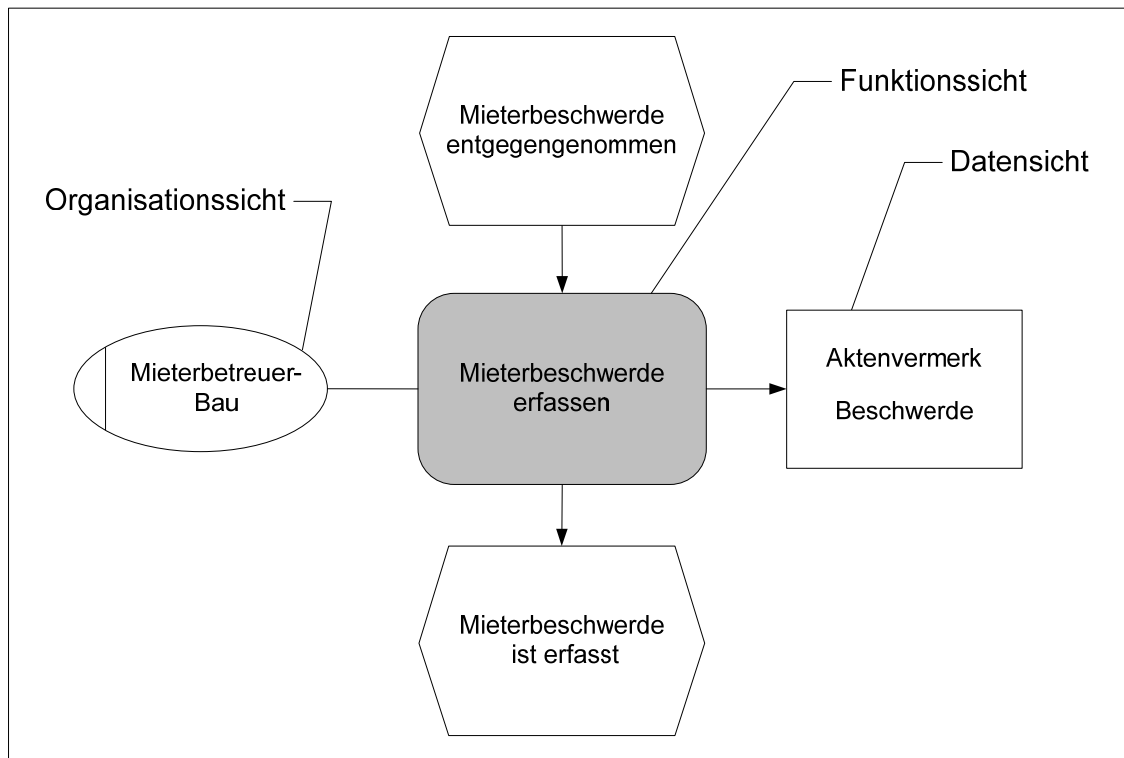 Mieterbeschwerde
entgegengenommen
Funktionssicht
Datensicht
Organisationssicht
Mieterbetreuer-
Bau
Mieterbeschwerde
erfassen
Aktenvermerk
Beschwerde
Mieterbeschwerde
ist erfasst